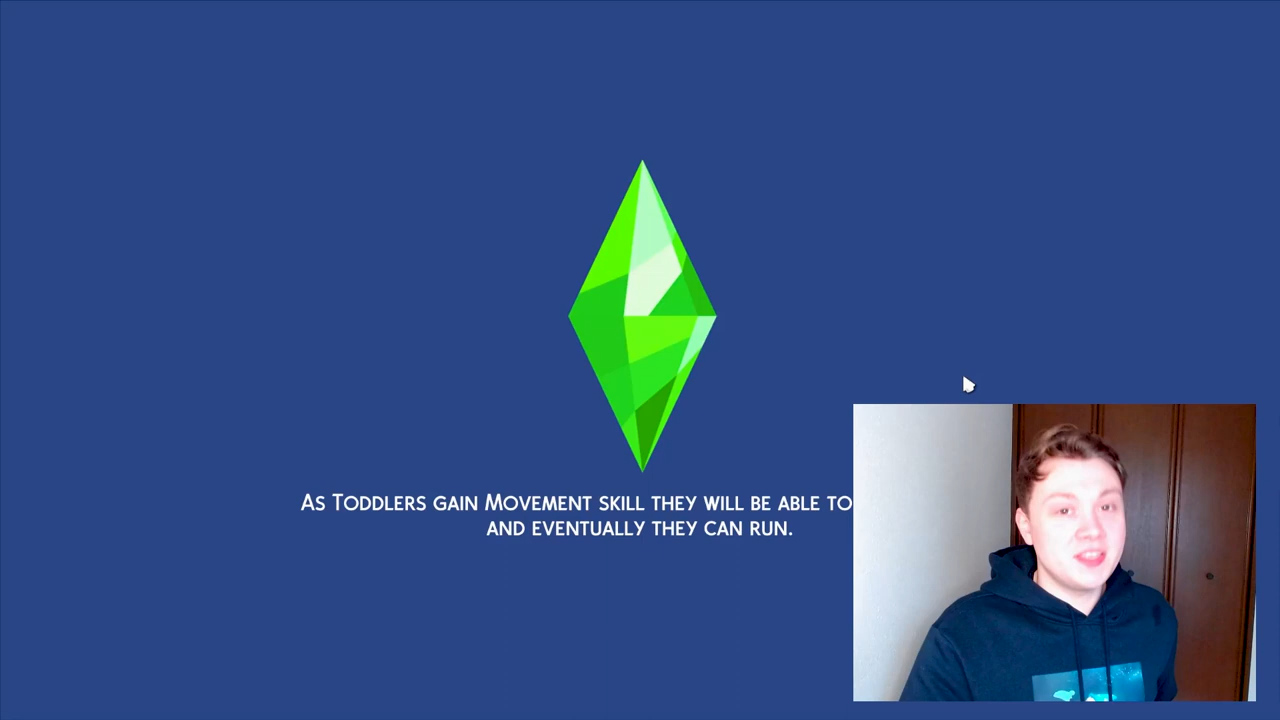 As Toddlers gain Movement skill they will be able to
and eventually they can run.